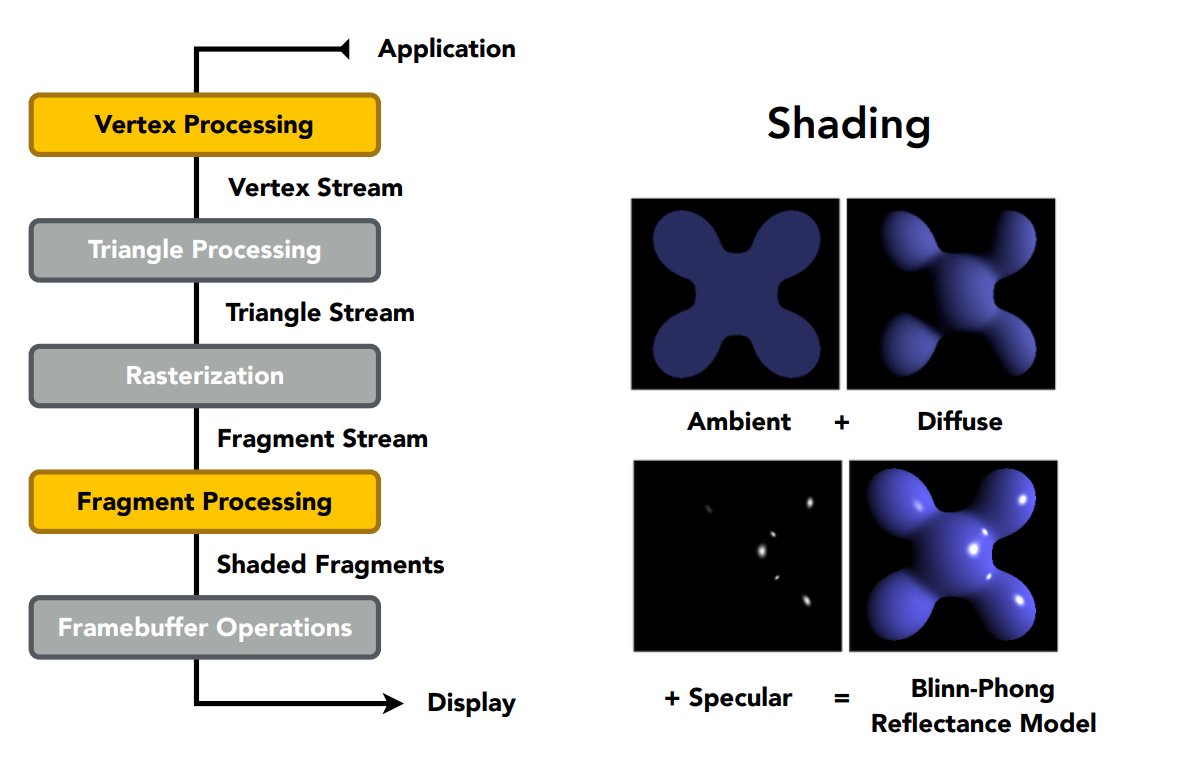 Application
Vertex Processing
Vertex Stream
Triangle Processing
Triangle Stream
Rasterization
Fragment Stream
Fragment Processing
Shaded Fragments
Framebuffer Operations
Display
Shading
Ambient + Diffuse
+ Specular = Blinn-Phong
Reflectance Model